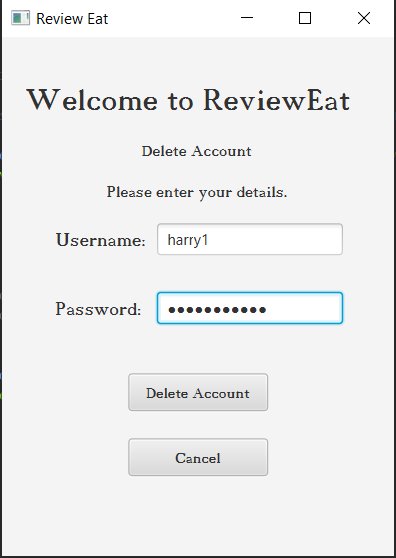 Review Eat
Welcome to ReviewEat
Delete Account
Please enter your details.
Username: harry1
Password: ●●●●●●●●●●●
Delete Account
Cancel